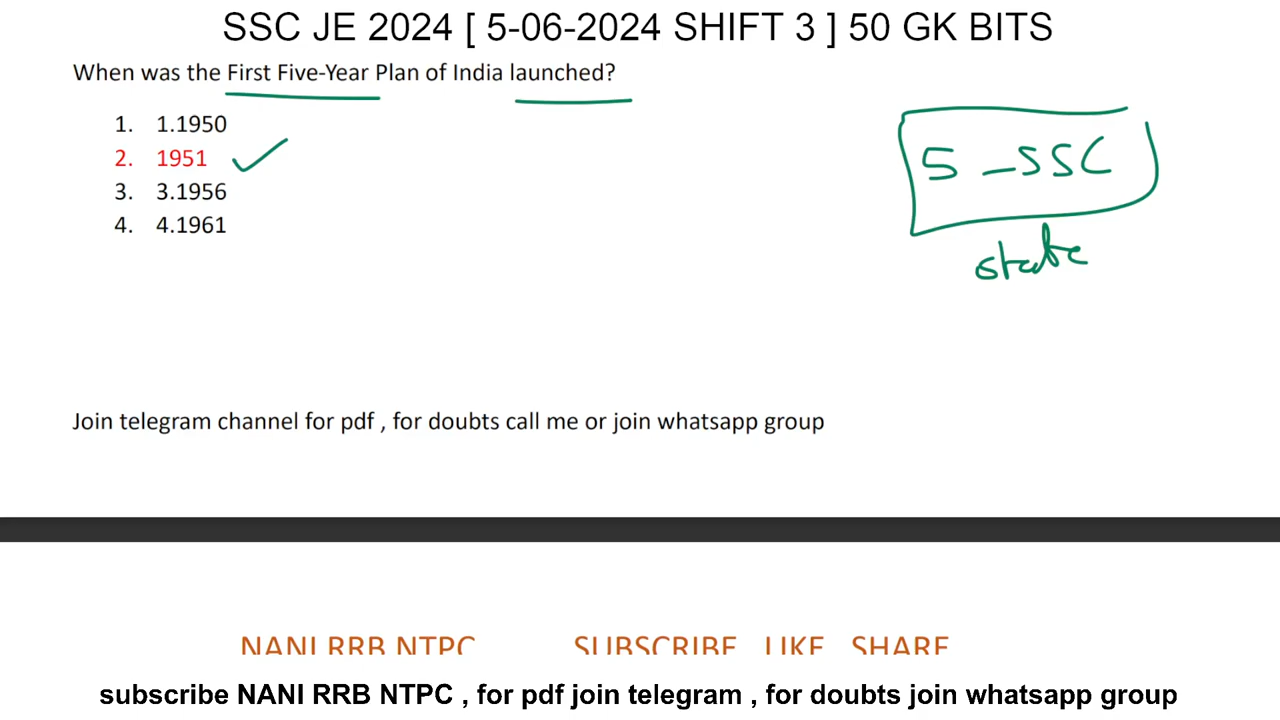 SSC JE 2024 [ 5-06-2024 SHIFT 3 ] 50 GK BITS
When was the First Five-Year Plan of India launched?
1. 1.1950
2. 1951
3. 3.1956
4. 4.1961
5 - SSC
state
Join telegram channel for pdf , for doubts call me or join whatsapp group
NANI RRB NTPC SUBSCRIBE LIKE SHARE
subscribe NANI RRB NTPC , for pdf join telegram , for doubts join whatsapp group